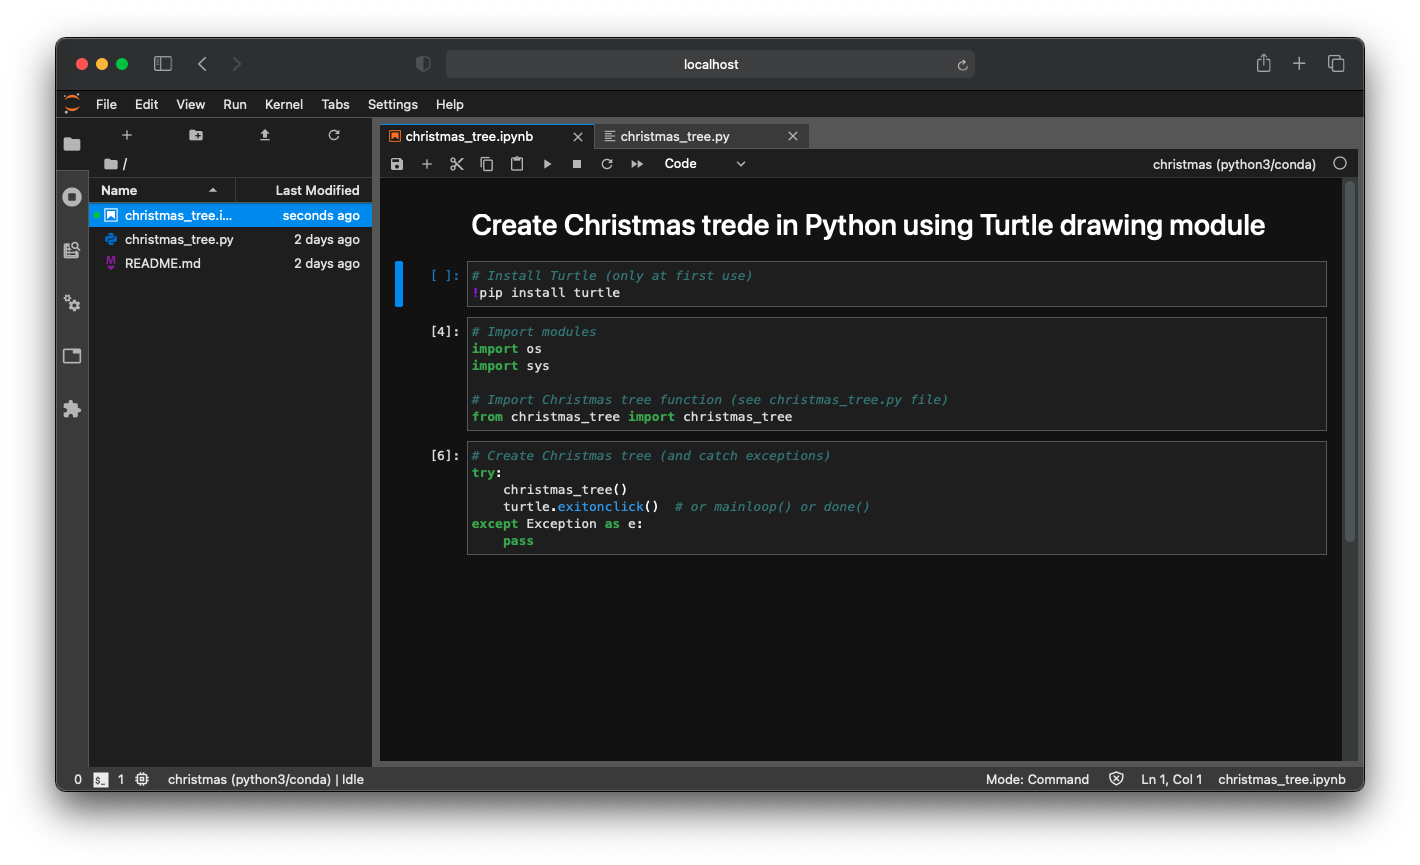 localhost
File Edit View Run Kernel Tabs Settings Help
christmas_tree.ipynb
christmas_tree.py
/
Code
christmas (python3/conda)
Name Last Modified
christmas_tree.i... seconds ago
christmas_tree.py 2 days ago
README.md 2 days ago
Create Christmas trede in Python using Turtle drawing module
[ ]: # Install Turtle (only at first use)
!pip install turtle
[4]: # Import modules
import os
import sys
# Import Christmas tree function (see christmas_tree.py file)
from christmas_tree import christmas_tree
[6]: # Create Christmas tree (and catch exceptions)
try:
    christmas_tree()
    turtle.exitonclick()  # or mainloop() or done()
except Exception as e:
    pass
0 $_ 1 christmas (python3/conda) | Idle
Mode: Command Ln 1, Col 1 christmas_tree.ipynb